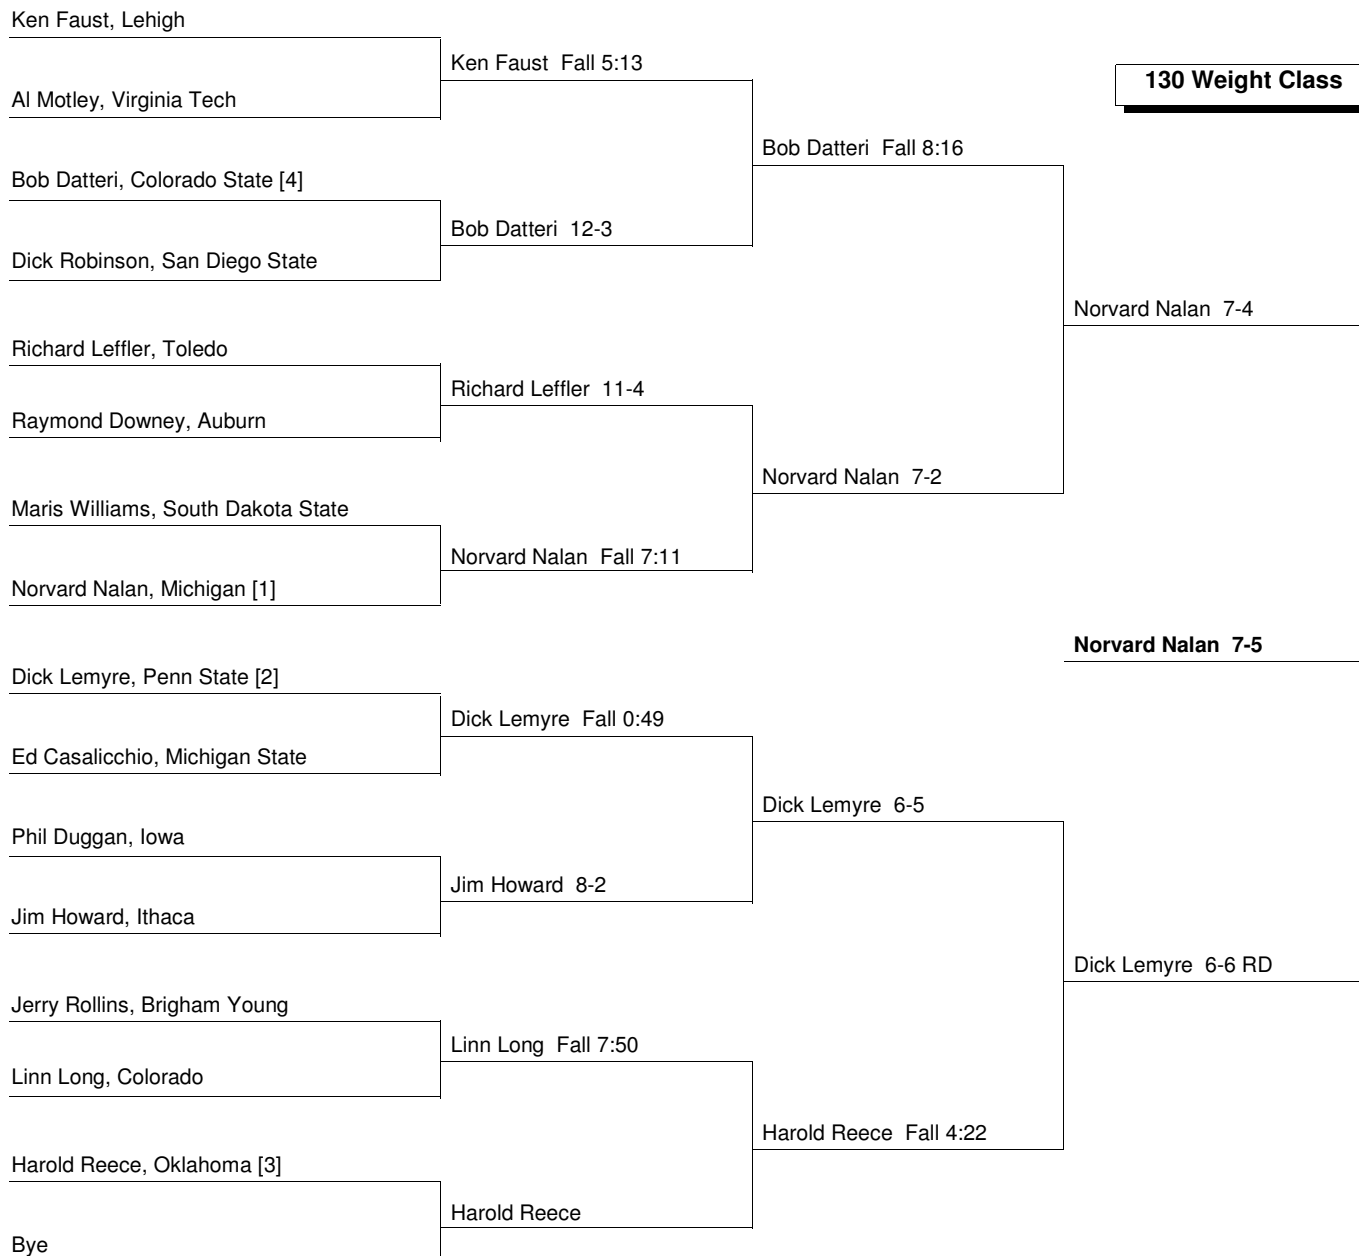 Ken Faust, Lehigh
Ken Faust  Fall 5:13
130 Weight Class
Al Motley, Virginia Tech
Bob Datteri  Fall 8:16
Bob Datteri, Colorado State [4]
Bob Datteri  12-3
Dick Robinson, San Diego State
Norvard Nalan  7-4
Richard Leffler, Toledo
Richard Leffler  11-4
Raymond Downey, Auburn
Norvard Nalan  7-2
Maris Williams, South Dakota State
Norvard Nalan  Fall 7:11
Norvard Nalan, Michigan [1]
Norvard Nalan  7-5
Dick Lemyre, Penn State [2]
Dick Lemyre  Fall 0:49
Ed Casalicchio, Michigan State
Dick Lemyre  6-5
Phil Duggan, Iowa
Jim Howard  8-2
Jim Howard, Ithaca
Dick Lemyre  6-6 RD
Jerry Rollins, Brigham Young
Linn Long  Fall 7:50
Linn Long, Colorado
Harold Reece  Fall 4:22
Harold Reece, Oklahoma [3]
Harold Reece
Bye